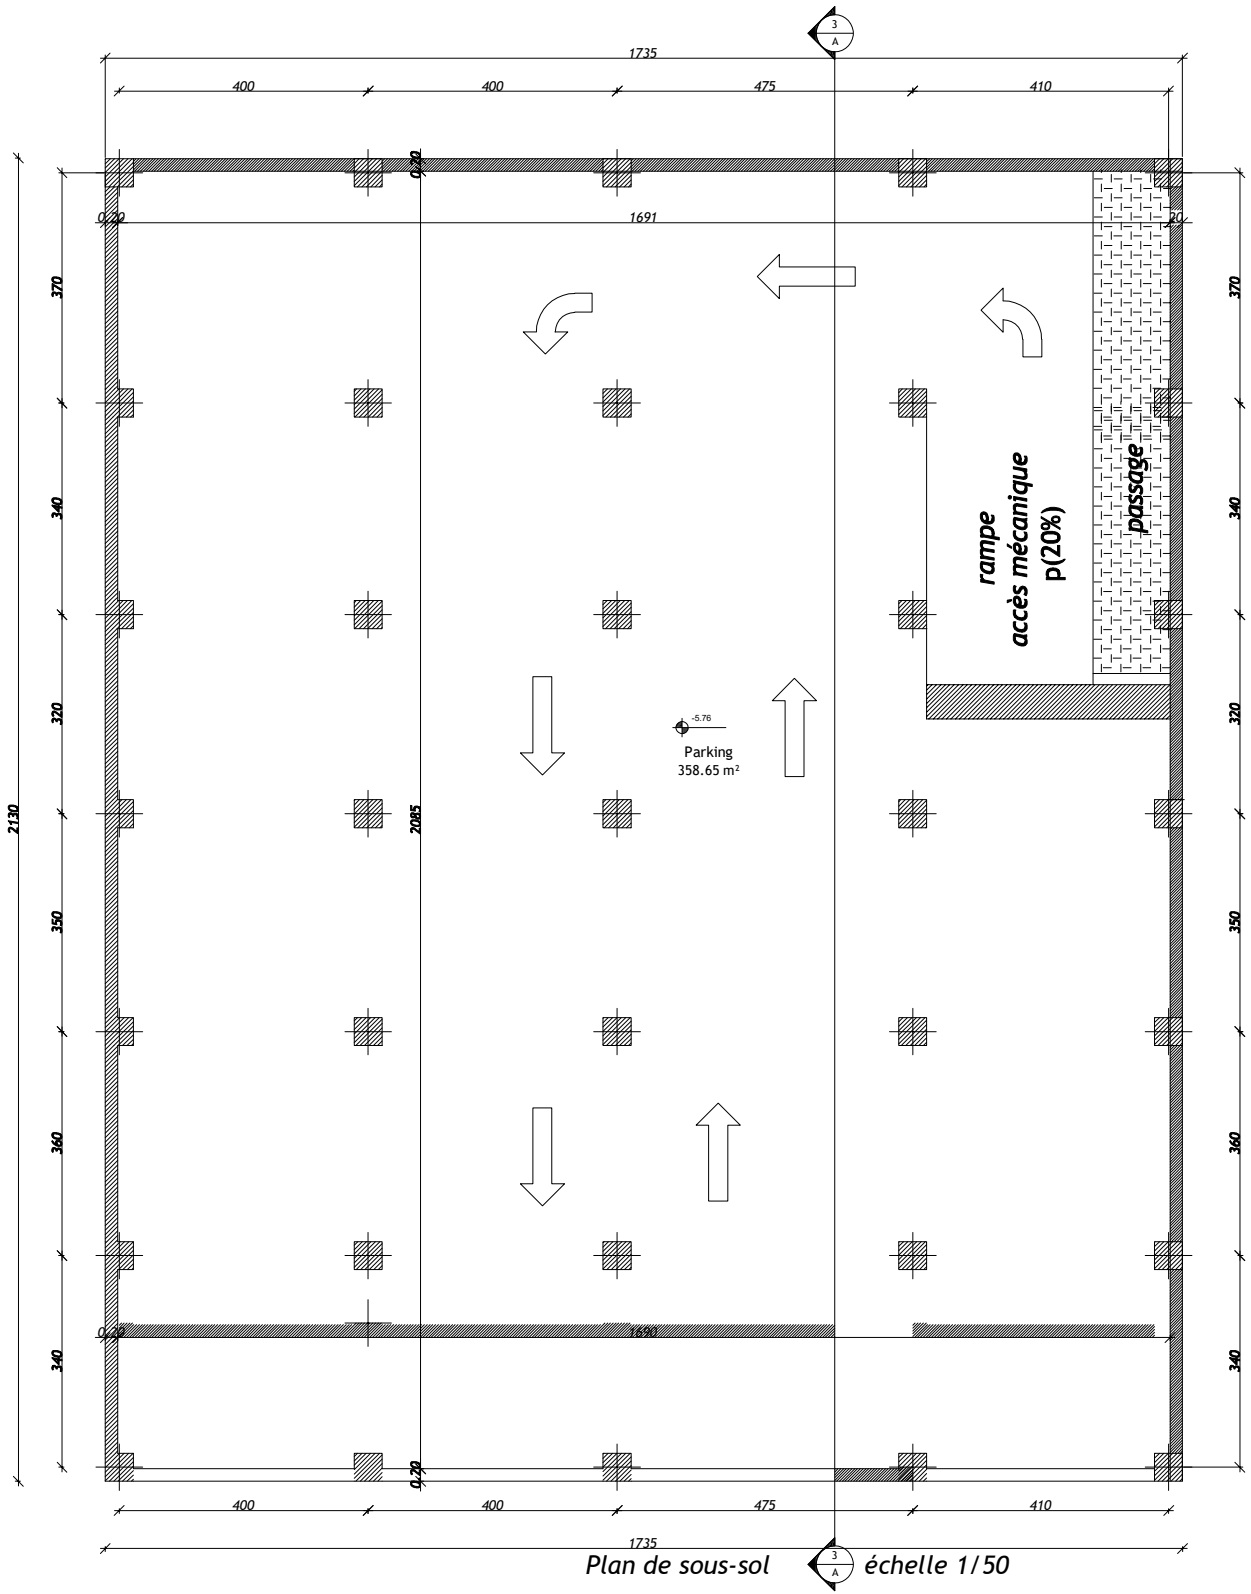 3
A
1735
400 400 475 410
0.20
0.20 1691 20
370 370
passage
rampe
accès mécanique
p(20%)
340 340
-5.76
320 320
Parking
358.65 m²
2130 2085
350 350
360 360
0.20 1690
340 340
0.20
400 400 475 410
1735
Plan de sous-sol 3 échelle 1/50
A